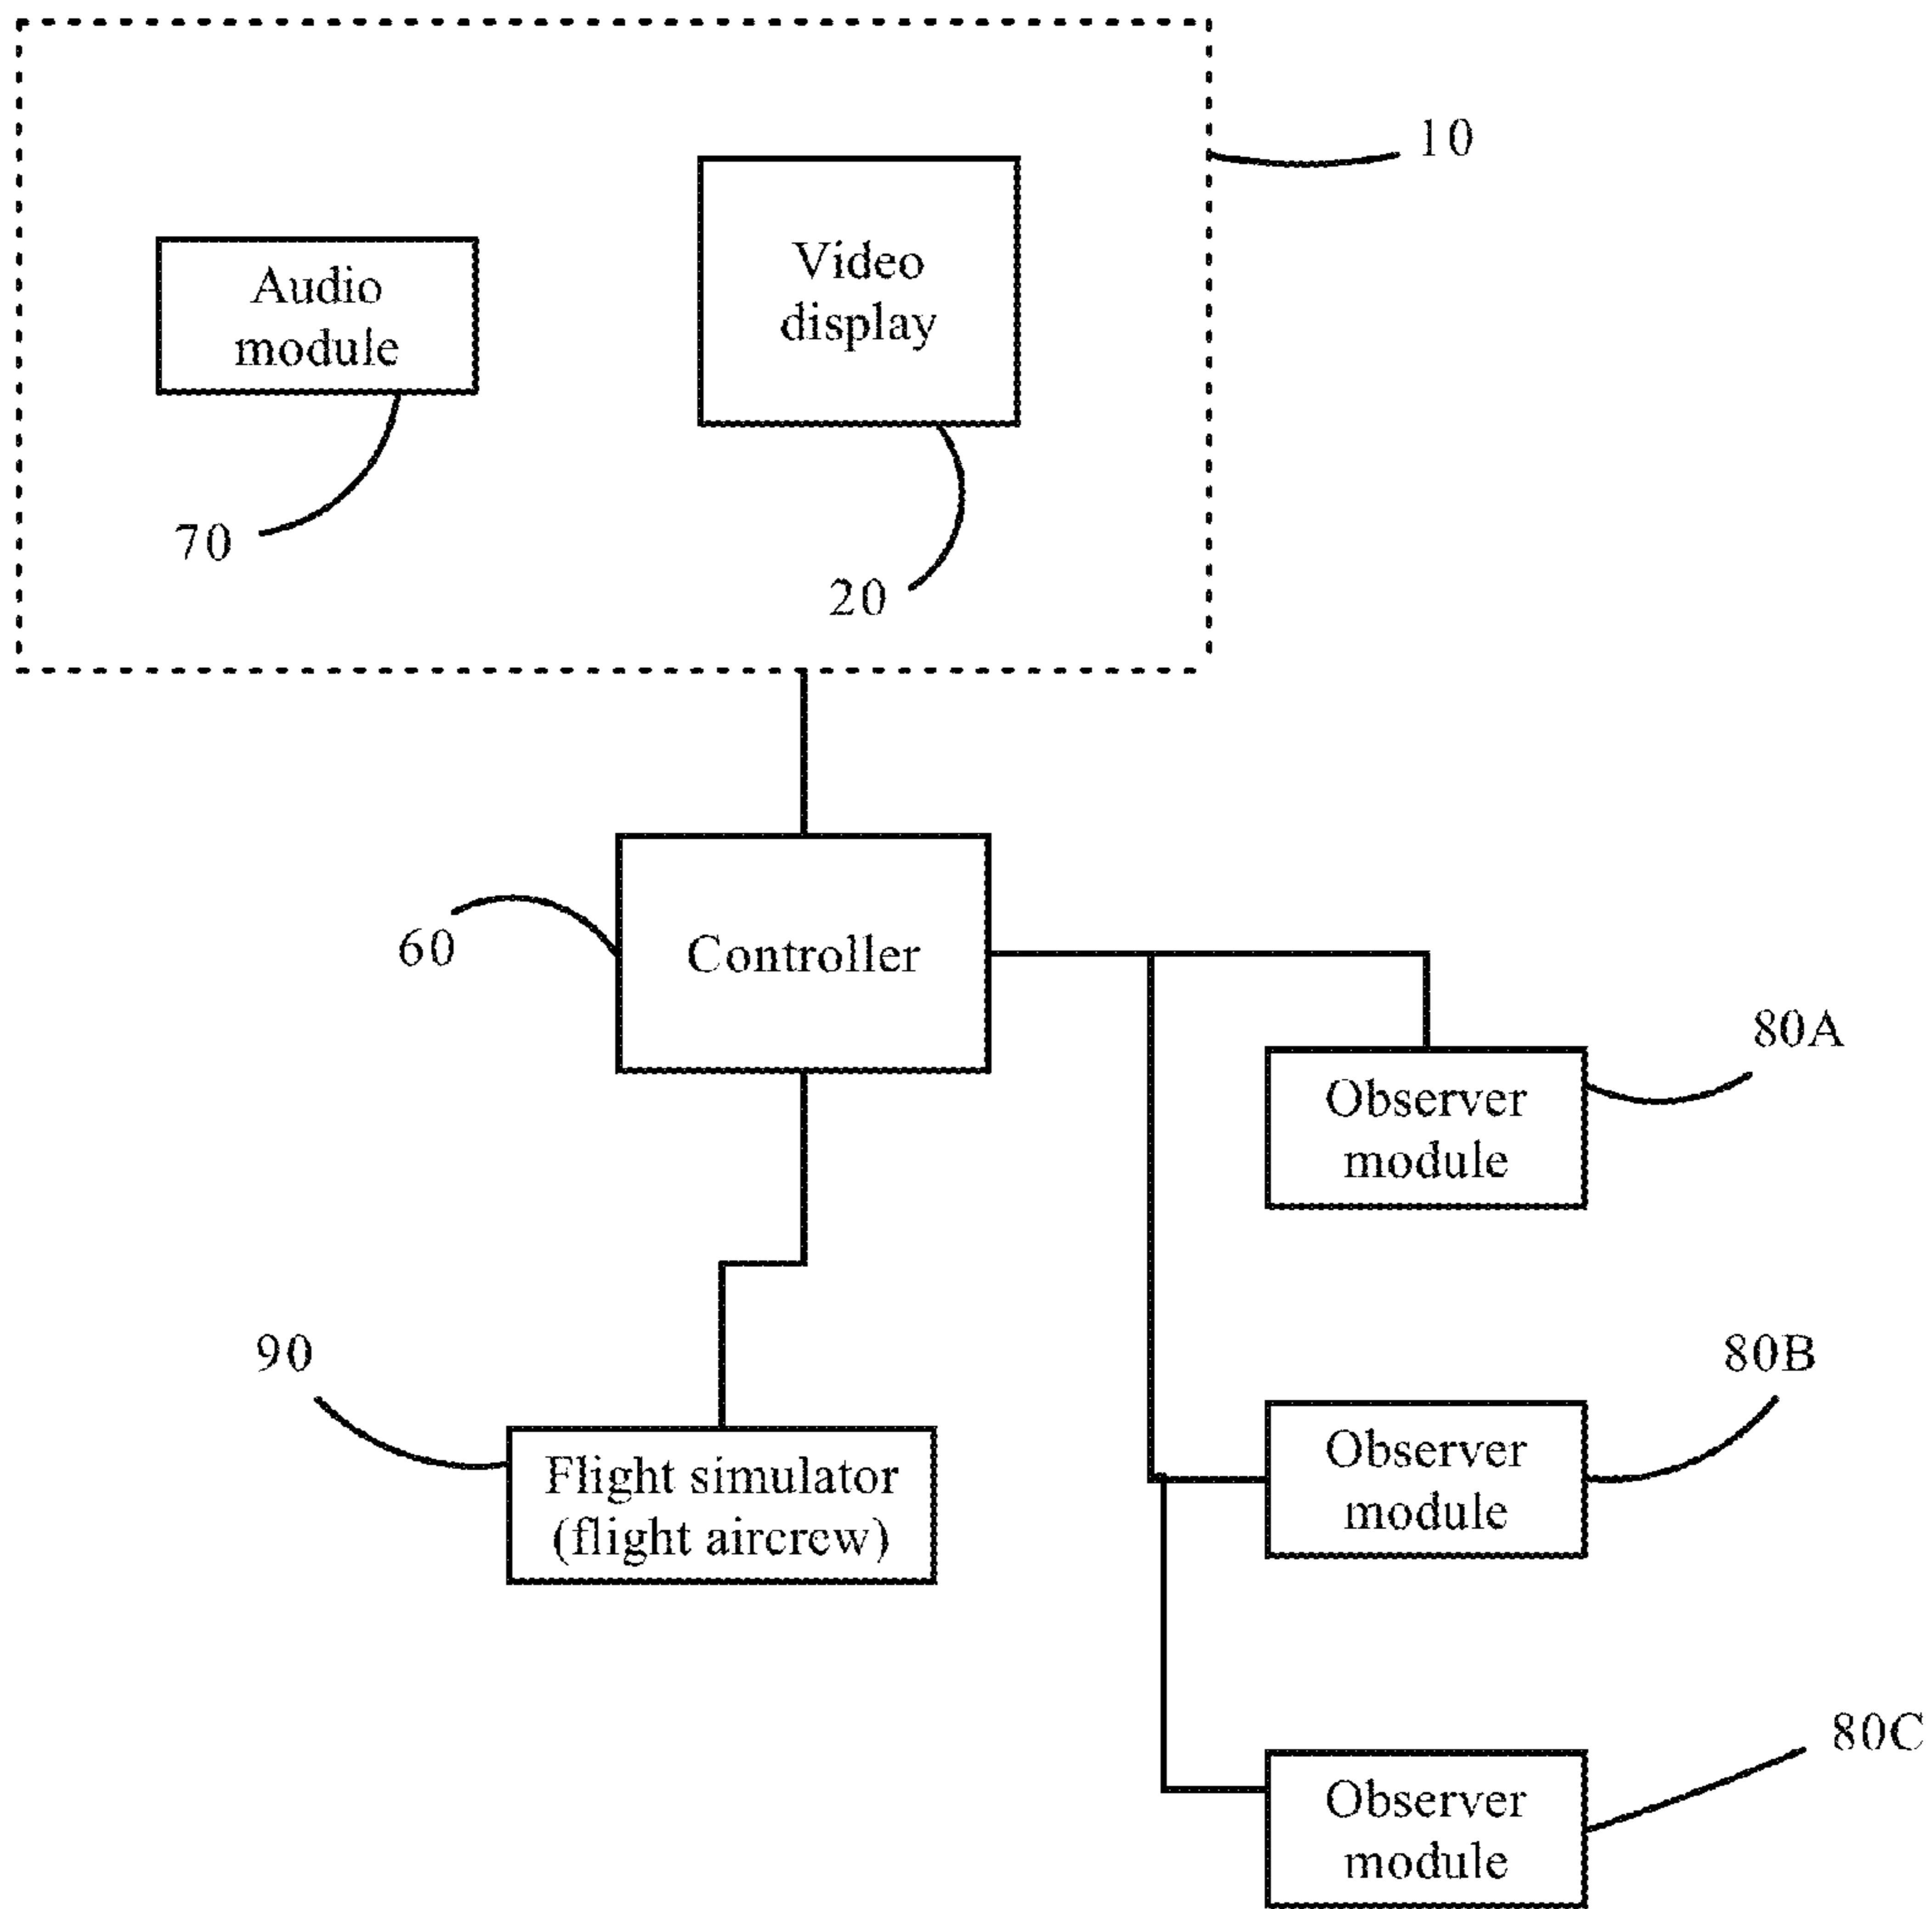 10
Video
display
Audio
module
70
20
60
Controller
80A
Observer
module
90
80B
Flight simulator
(flight aircrew)
Observer
module
80C
Observer
module